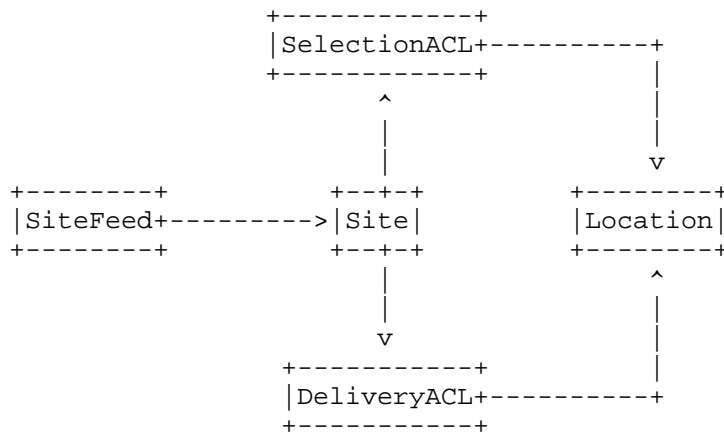 SelectionACL
SiteFeed Site Location
DeliveryACL